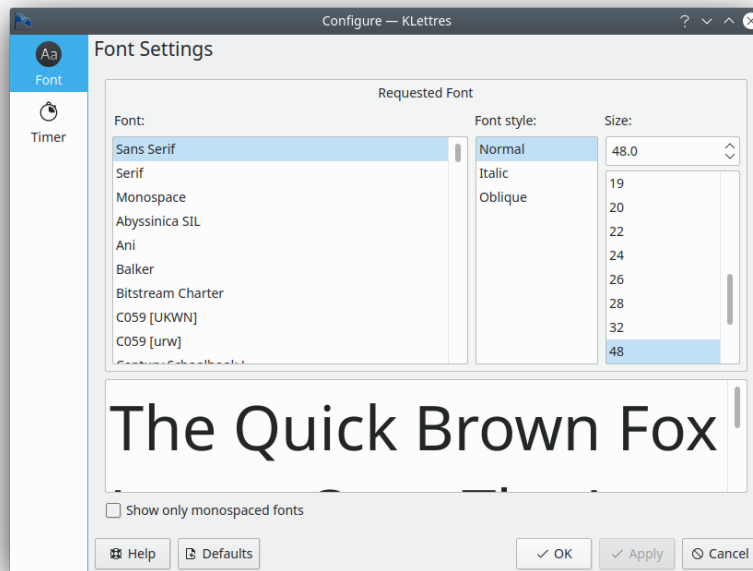 Configure — KLettres
Aa
Font
Timer
Font Settings
Requested Font
Font:
Font style:
Size:
Sans Serif
Serif
Monospace
Abyssinica SIL
Ani
Balker
Bitstream Charter
C059 [UKWN]
C059 [urw]
Normal
Italic
Oblique
48.0
19
20
22
24
26
28
32
48
The Quick Brown Fox
Show only monospaced fonts
Help
Defaults
OK
Apply
Cancel